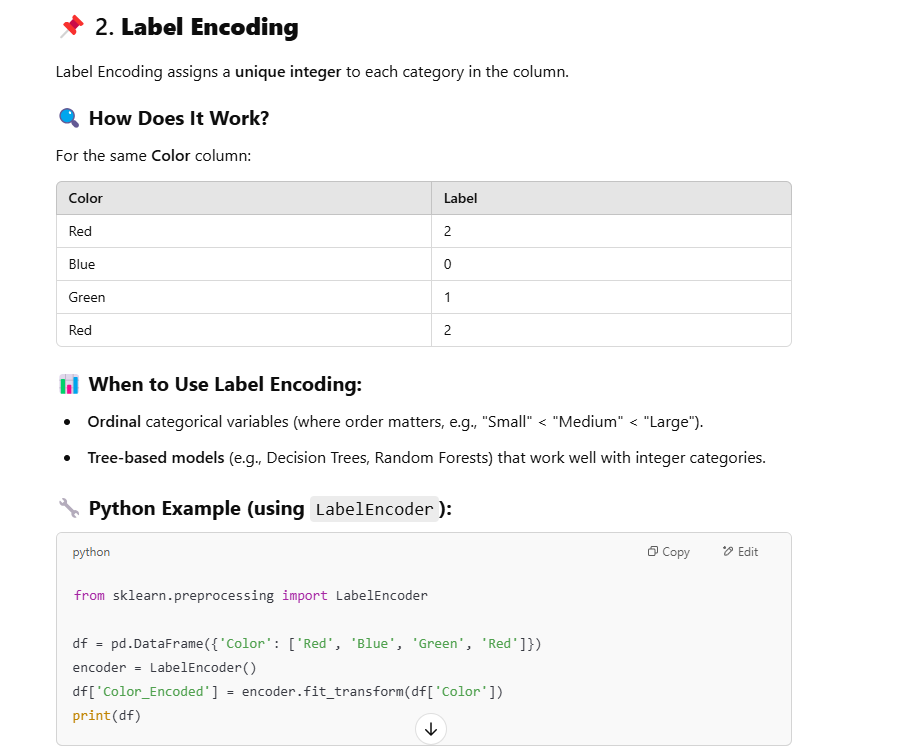 📌 2. Label Encoding
Label Encoding assigns a unique integer to each category in the column.
🔍 How Does It Work?
For the same Color column:
Color Label
Red 2
Blue 0
Green 1
Red 2
📊 When to Use Label Encoding:
• Ordinal categorical variables (where order matters, e.g., "Small" < "Medium" < "Large").
• Tree-based models (e.g., Decision Trees, Random Forests) that work well with integer categories.
🔧 Python Example (using LabelEncoder):
python Copy Edit
from sklearn.preprocessing import LabelEncoder
df = pd.DataFrame({'Color': ['Red', 'Blue', 'Green', 'Red']})
encoder = LabelEncoder()
df['Color_Encoded'] = encoder.fit_transform(df['Color'])
print(df)